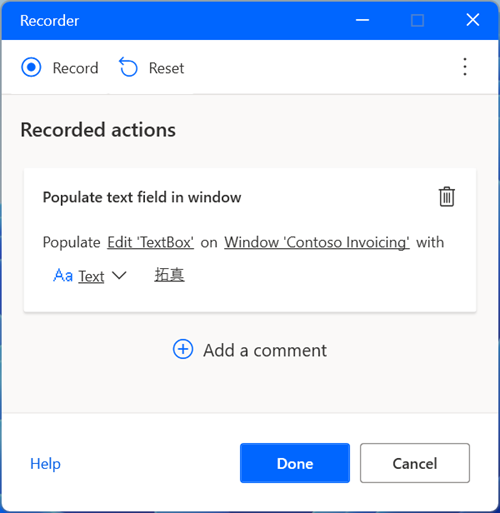 Recorder
Record Reset
Recorded actions
Populate text field in window
Populate Edit 'TextBox' on Window 'Contoso Invoicing' with
Aa Text 拓真
Add a comment
Help Done Cancel